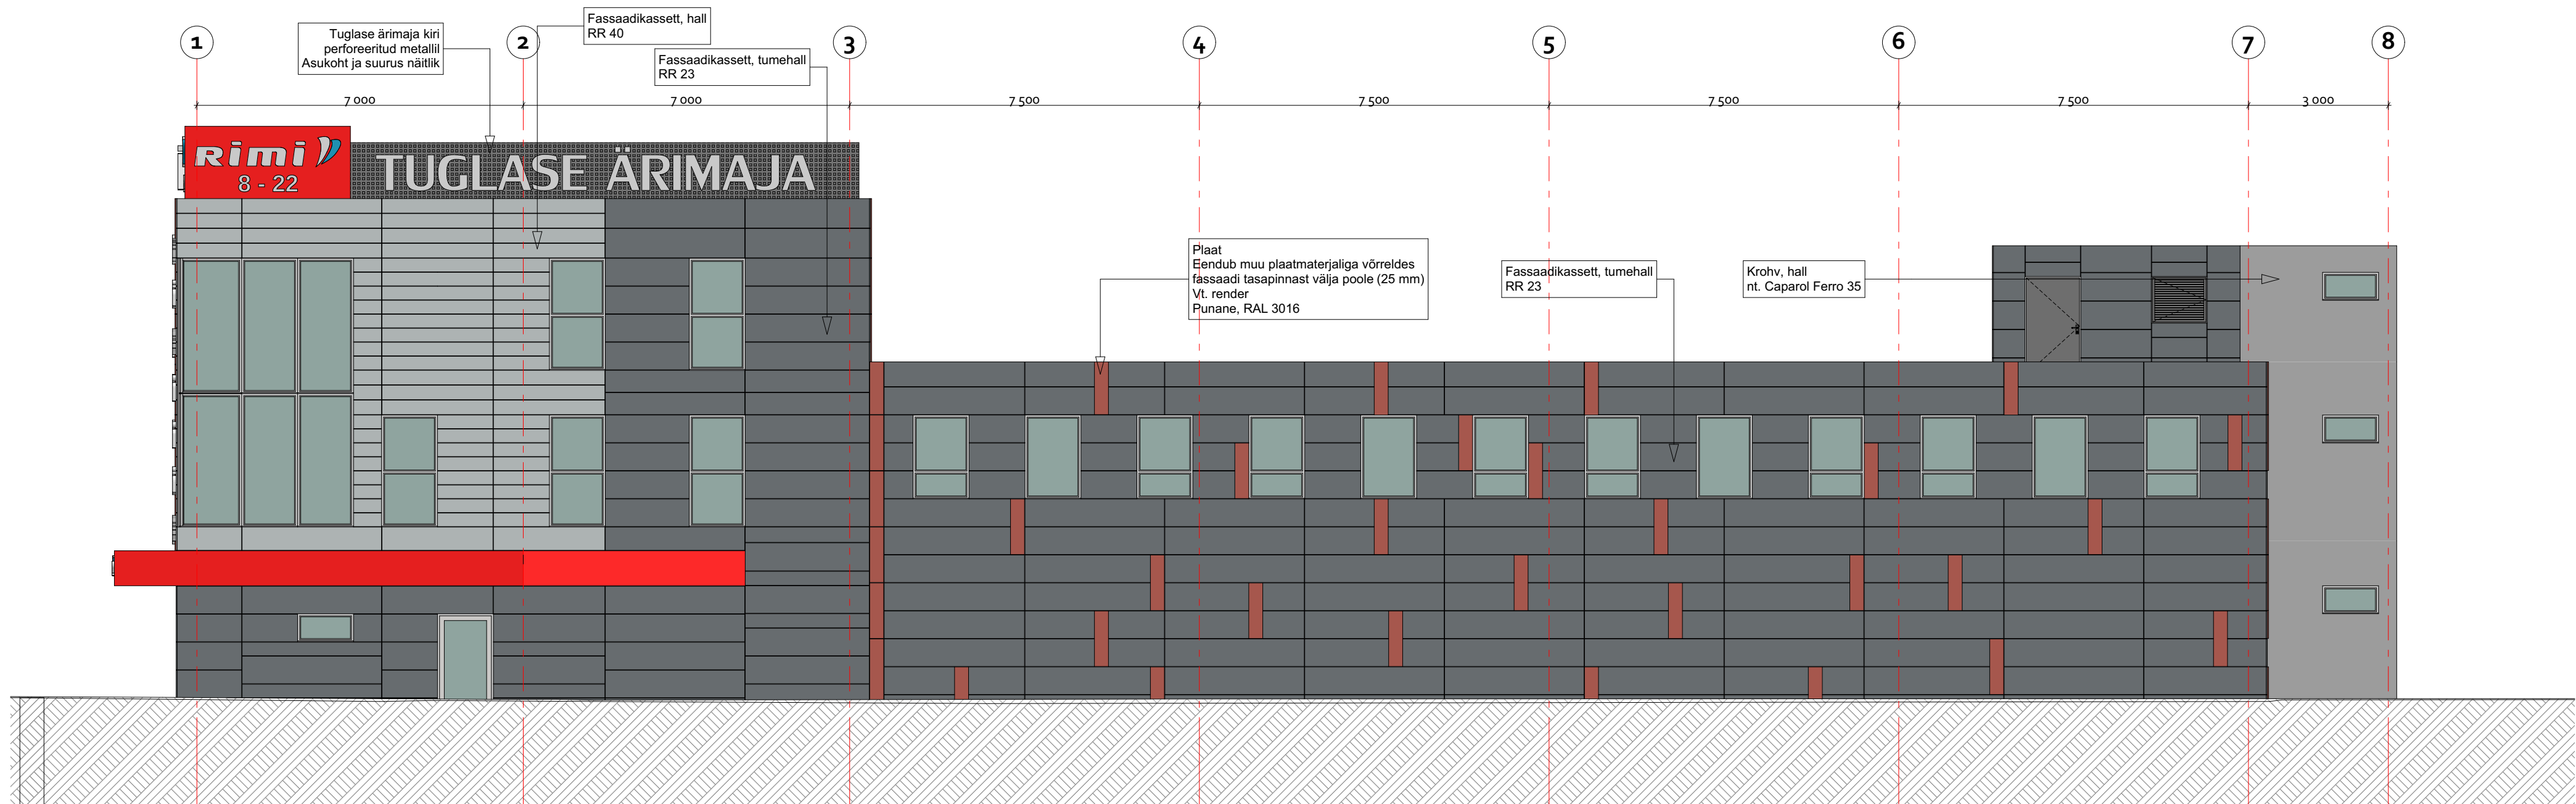 1
2
3
4
5
6
7
8
Tuglase ärimaja kiri
perforeeritud metallil
Asukoht ja suurus näitlik
Fassaadikassett, hall
RR 40
Fassaadikassett, tumehall
RR 23
7 000
7 000
7 500
7 500
7 500
7 500
3 000
Rimi
8 - 22
TUGLASE ÄRIMAJA
Plaat
Eendub muu plaatmaterjaliga võrreldes
fassaadi tasapinnast välja poole (25 mm)
Vt. render
Punane, RAL 3016
Fassaadikassett, tumehall
RR 23
Krohv, hall
nt. Caparol Ferro 35